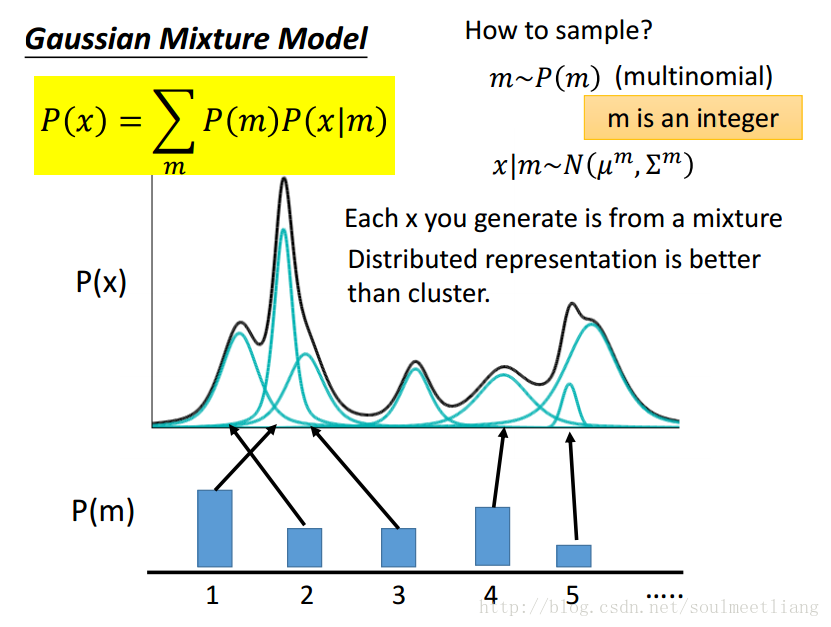 Gaussian Mixture Model
P(x) = ∑ P(m)P(x|m)
m
How to sample?
m~P(m) (multinomial)
m is an integer
x|m~N(μ^m, Σ^m)
Each x you generate is from a mixture
Distributed representation is better
than cluster.
P(x)
P(m)
1 2 3 4 5 .....
http://blog.csdn.net/soulmeetliang